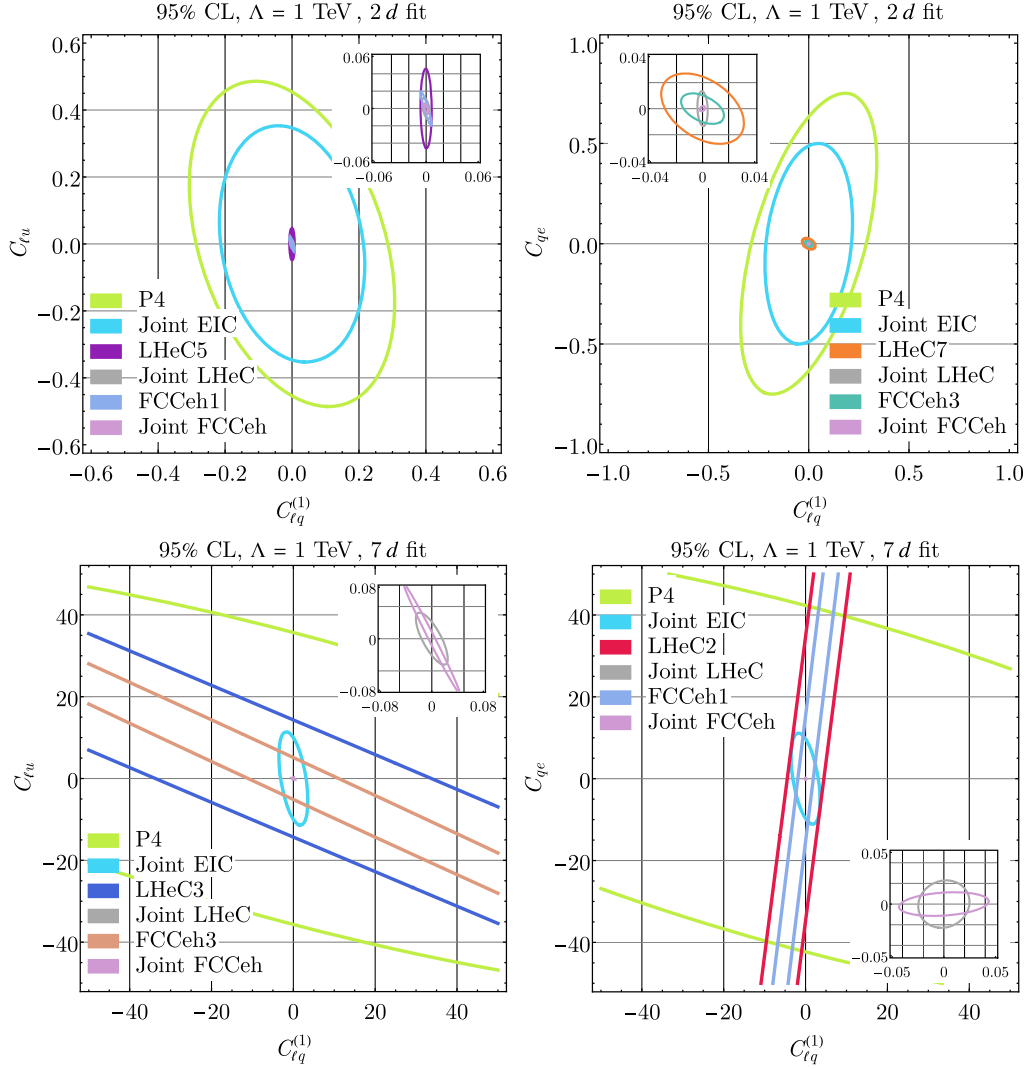 95% CL, Λ = 1 TeV, 2d fit
0.6
0.4
0.2
0.0
−0.2
−0.4
−0.6
C_{ℓu}
0.06
0
−0.06
−0.06 0 0.06
P4
Joint EIC
LHeC5
Joint LHeC
FCCeh1
Joint FCCeh
−0.6 −0.4 −0.2 0.0 0.2 0.4 0.6
C_{ℓq}^{(1)}
95% CL, Λ = 1 TeV, 2d fit
1.0
0.5
0.0
−0.5
−1.0
C_{qe}
0.04
0
−0.04
−0.04 0 0.04
P4
Joint EIC
LHeC7
Joint LHeC
FCCeh3
Joint FCCeh
−1.0 −0.5 0.0 0.5 1.0
C_{ℓq}^{(1)}
95% CL, Λ = 1 TeV, 7d fit
40
20
0
−20
−40
C_{ℓu}
0.08
0
−0.08
−0.08 0 0.08
P4
Joint EIC
LHeC3
Joint LHeC
FCCeh3
Joint FCCeh
−40 −20 0 20 40
C_{ℓq}^{(1)}
95% CL, Λ = 1 TeV, 7d fit
40
20
0
−20
−40
C_{qe}
P4
Joint EIC
LHeC2
Joint LHeC
FCCeh1
Joint FCCeh
0.05
0
−0.05
−0.05 0 0.05
−40 −20 0 20 40
C_{ℓq}^{(1)}